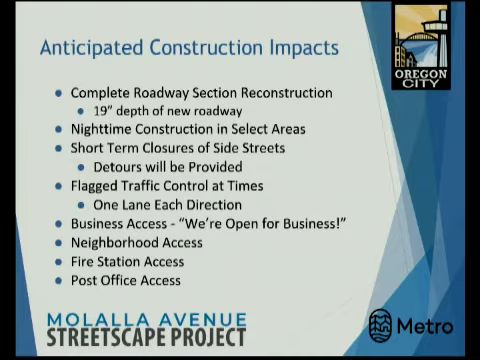 Anticipated Construction Impacts
OREGON
CITY
Complete Roadway Section Reconstruction
19" depth of new roadway
Nighttime Construction in Select Areas
Short Term Closures of Side Streets
Detours will be Provided
Flagged Traffic Control at Times
One Lane Each Direction
Business Access - "We're Open for Business!"
Neighborhood Access
Fire Station Access
Post Office Access
MOLALLA AVENUE
STREETSCAPE PROJECT
Metro